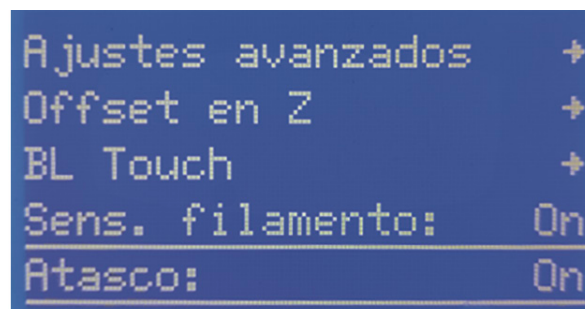 Ajustes avanzados →
Offset en Z →
BL Touch →
Sens. filamento: On
Atasco: On